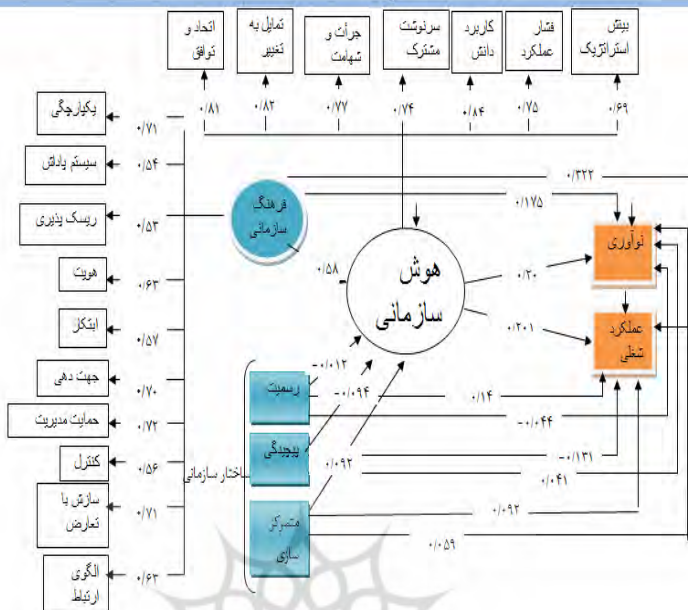 بینش
استراتژیک
فشار
عملکرد
کاربرد
دانش
سرنوشت
مشترک
جرأت و
شهامت
تمایل به
تغییر
اتحاد و
توافق
۰/۶۹
۰/۷۵
۰/۸۴
۰/۷۴
۰/۷۷
۰/۸۲
۰/۸۱
یکپارچگی
۰/۷۱
سیستم پاداش
۰/۵۴
ریسک پذیری
۰/۵۲
هویت
۰/۶۳
ابتکار
۰/۵۷
جهت دهی
۰/۷۰
حمایت مدیریت
۰/۷۲
کنترل
۰/۵۶
سازش با
تعارض
۰/۷۱
الگوی
ارتباط
۰/۶۳
فرهنگ
سازمانی
۰/۵۸
هوش
سازمانی
۰/۳۲۲
۰/۱۷۵
نوآوری
۰/۲۰
عملکرد
شغلی
۰/۲۰۱
-۰/۰۱۲
رسمیت
-۰/۰۹۴
۰/۱۴
-۰/۰۴۴
پیچیدگی
۰/۰۹۲
-۰/۱۳۱
۰/۰۴۱
ساختار سازمانی
متمرکز
سازی
۰/۰۹۲
۰/۰۵۹